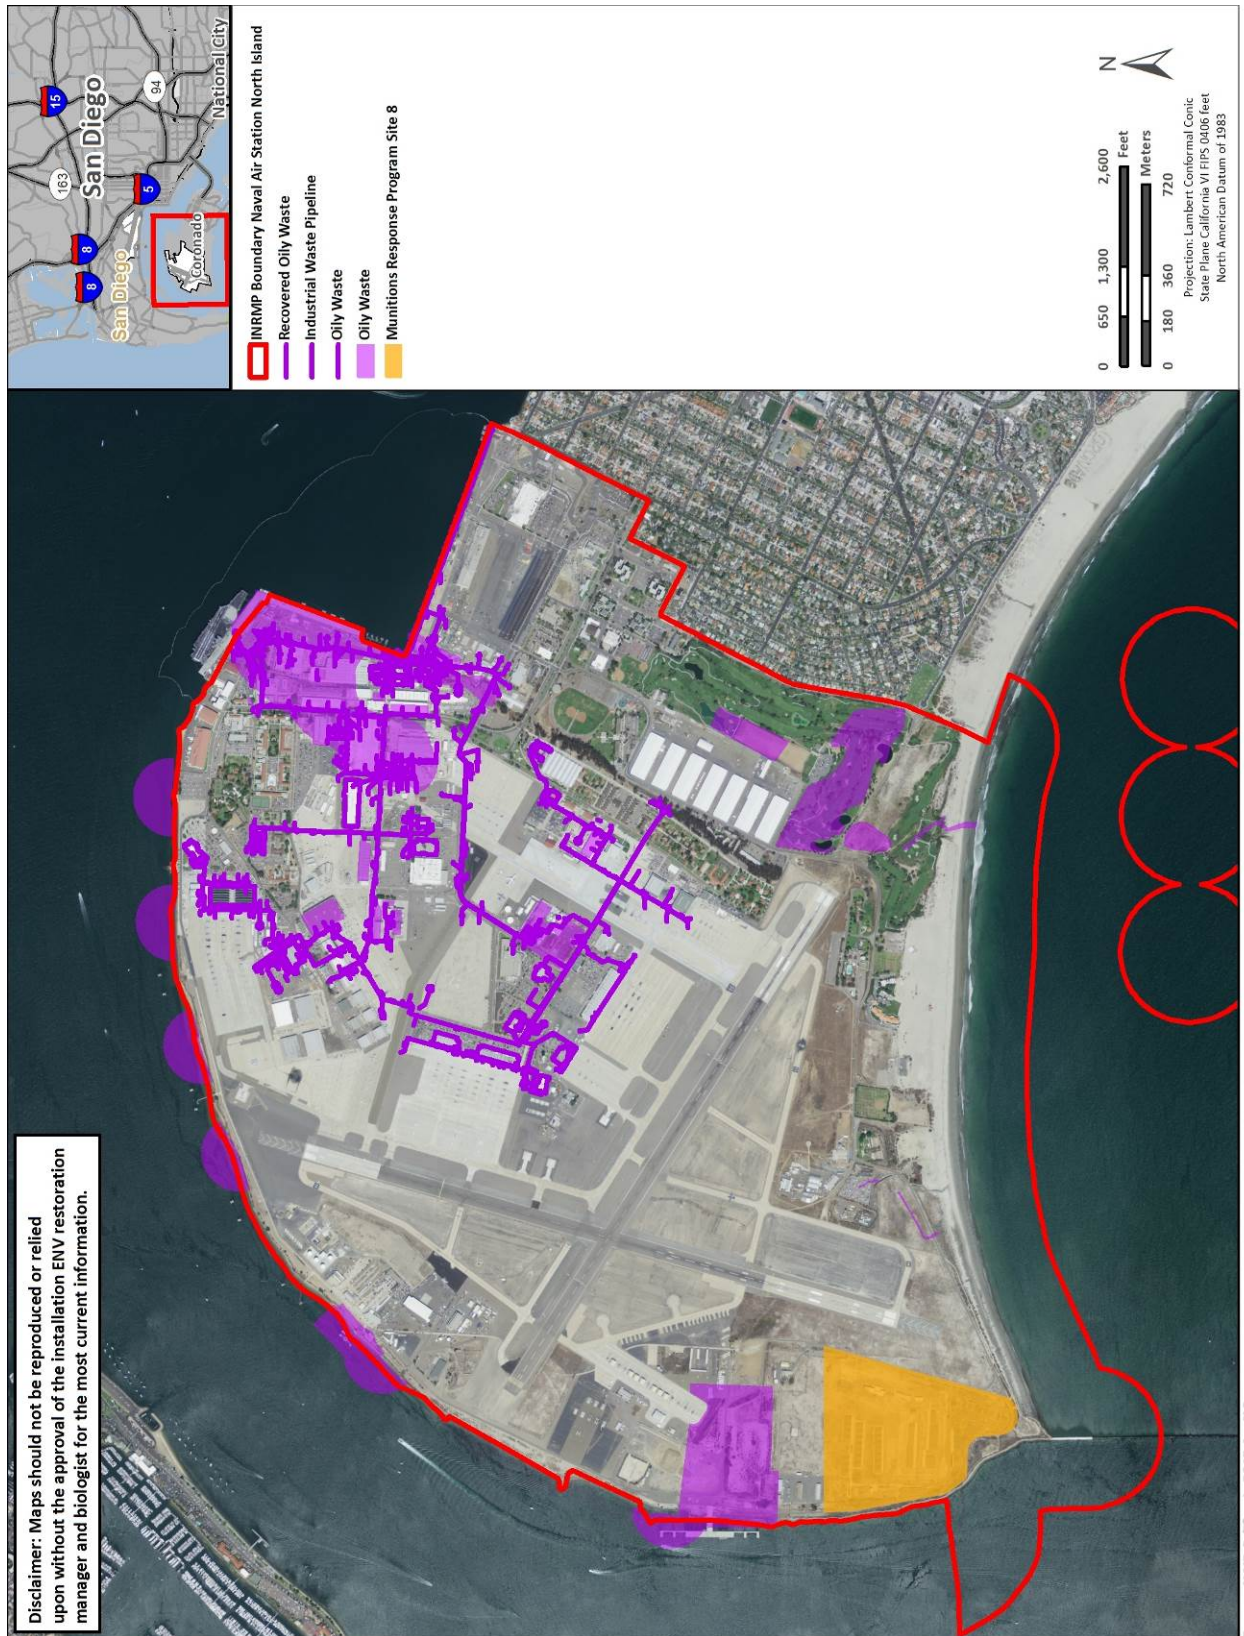 Disclaimer: Maps should not be reproduced or relied
upon without the approval of the installation ENV restoration
manager and biologist for the most current information.
8
8
163
15
5
94
San Diego
San Diego
Coronado
National City
INRMP Boundary Naval Air Station North Island
Recovered Oily Waste
Industrial Waste Pipeline
Oily Waste
Oily Waste
Munitions Response Program Site 8
N
0 650 1,300 2,600
Feet
Meters
0 180 360 720
Projection: Lambert Conformal Conic
State Plane California VI FIPS 0406 feet
North American Datum of 1983